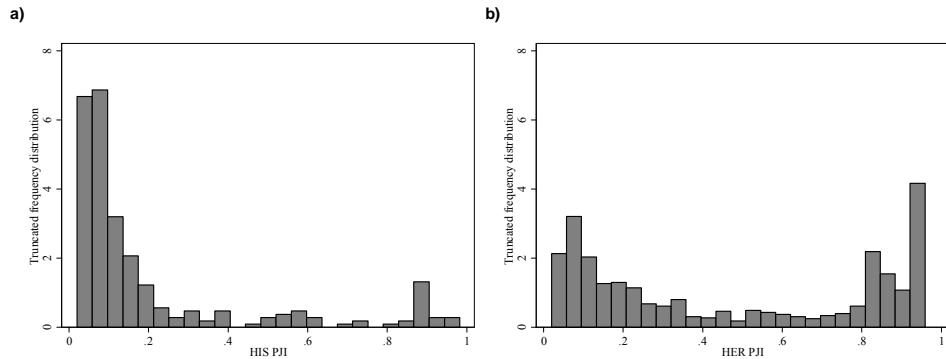 a)
b)
Truncated frequency distribution
0 2 4 6 8
0 .2 .4 .6 .8 1
HIS PJI
Truncated frequency distribution
0 2 4 6 8
0 .2 .4 .6 .8 1
HER PJI